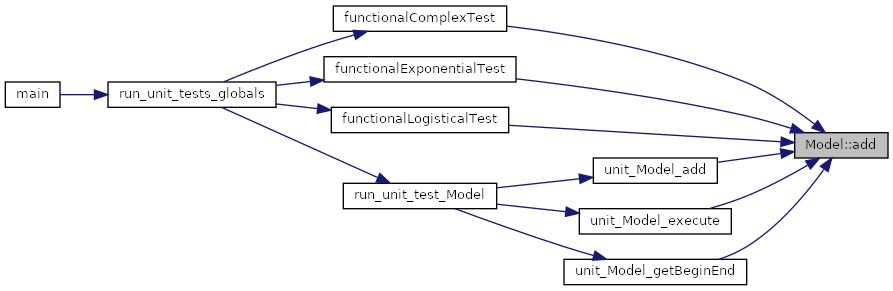 functionalComplexTest
functionalExponentialTest
main
run_unit_tests_globals
functionalLogisticalTest
Model::add
unit_Model_add
run_unit_test_Model
unit_Model_execute
unit_Model_getBeginEnd